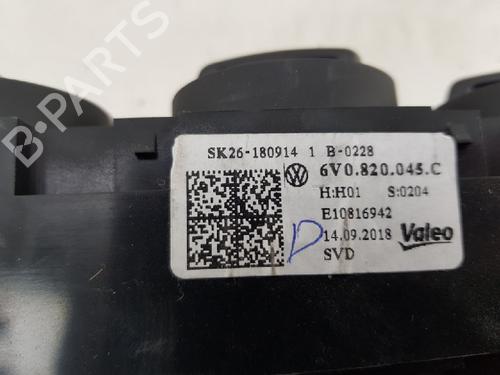 SK26-180914 1 B-0228
6V0.820.045.C
H:H01 S:0204
E10816942
14.09.2018 Valeo
SVD
D
B-PARTS